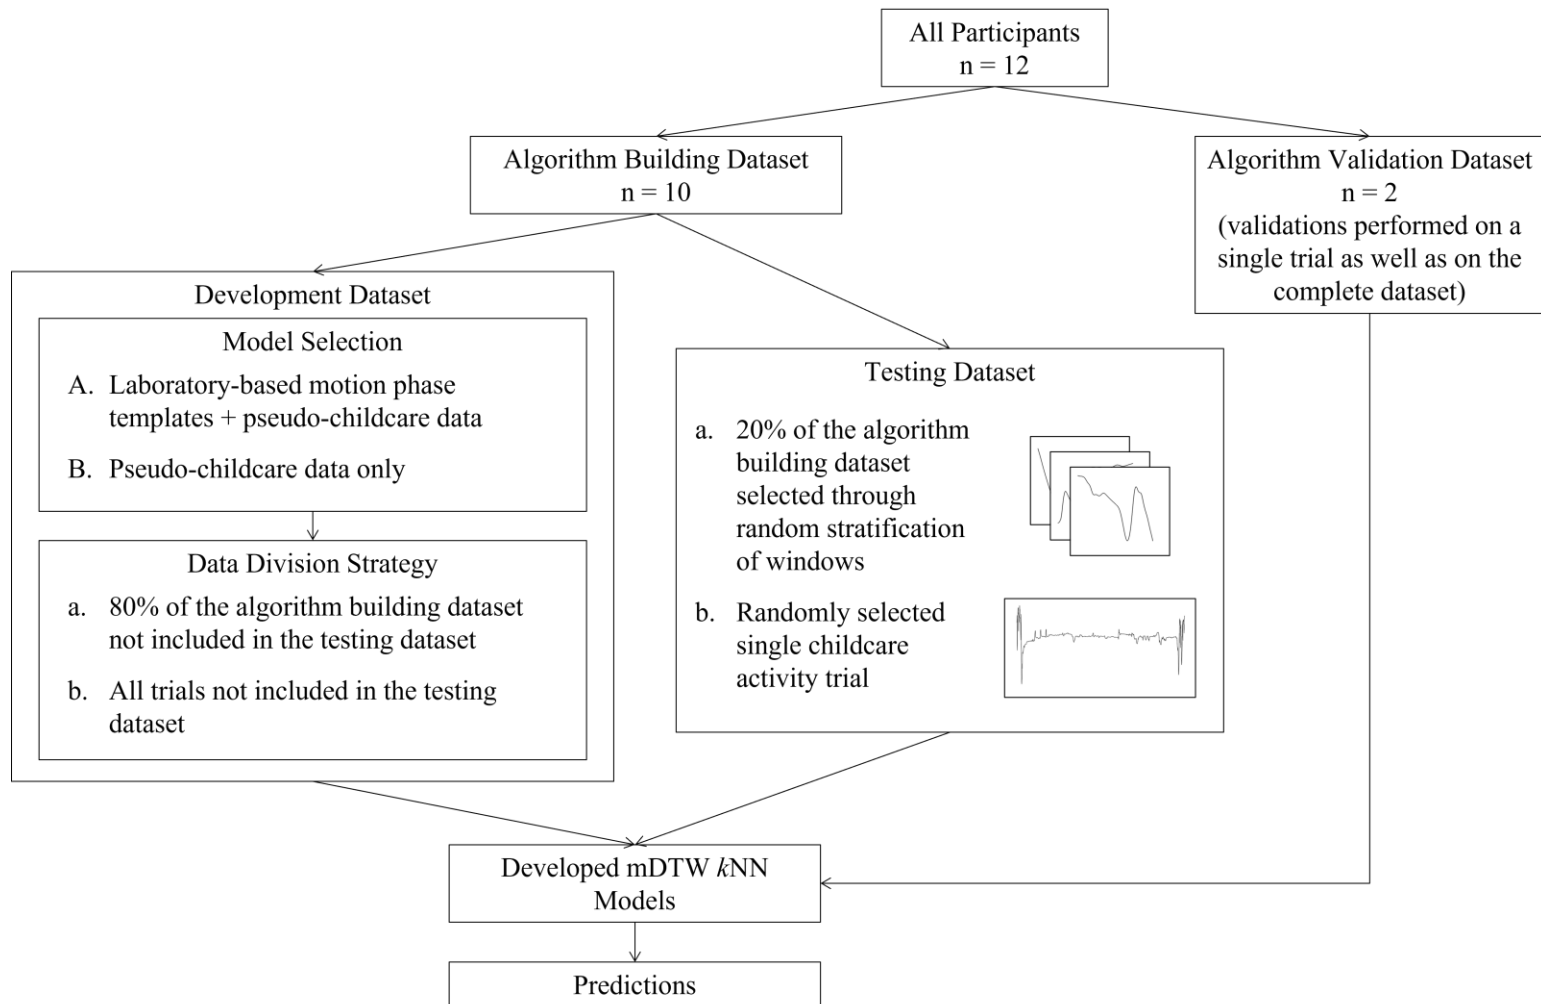 All Participants
n = 12
Algorithm Building Dataset
n = 10
Algorithm Validation Dataset
n = 2
(validations performed on a
single trial as well as on the
complete dataset)
Development Dataset
Model Selection
A. Laboratory-based motion phase
templates + pseudo-childcare data
B. Pseudo-childcare data only
Data Division Strategy
a. 80% of the algorithm building dataset
not included in the testing dataset
b. All trials not included in the testing
dataset
Testing Dataset
a. 20% of the algorithm
building dataset
selected through
random stratification
of windows
b. Randomly selected
single childcare
activity trial
Developed mDTW kNN
Models
Predictions